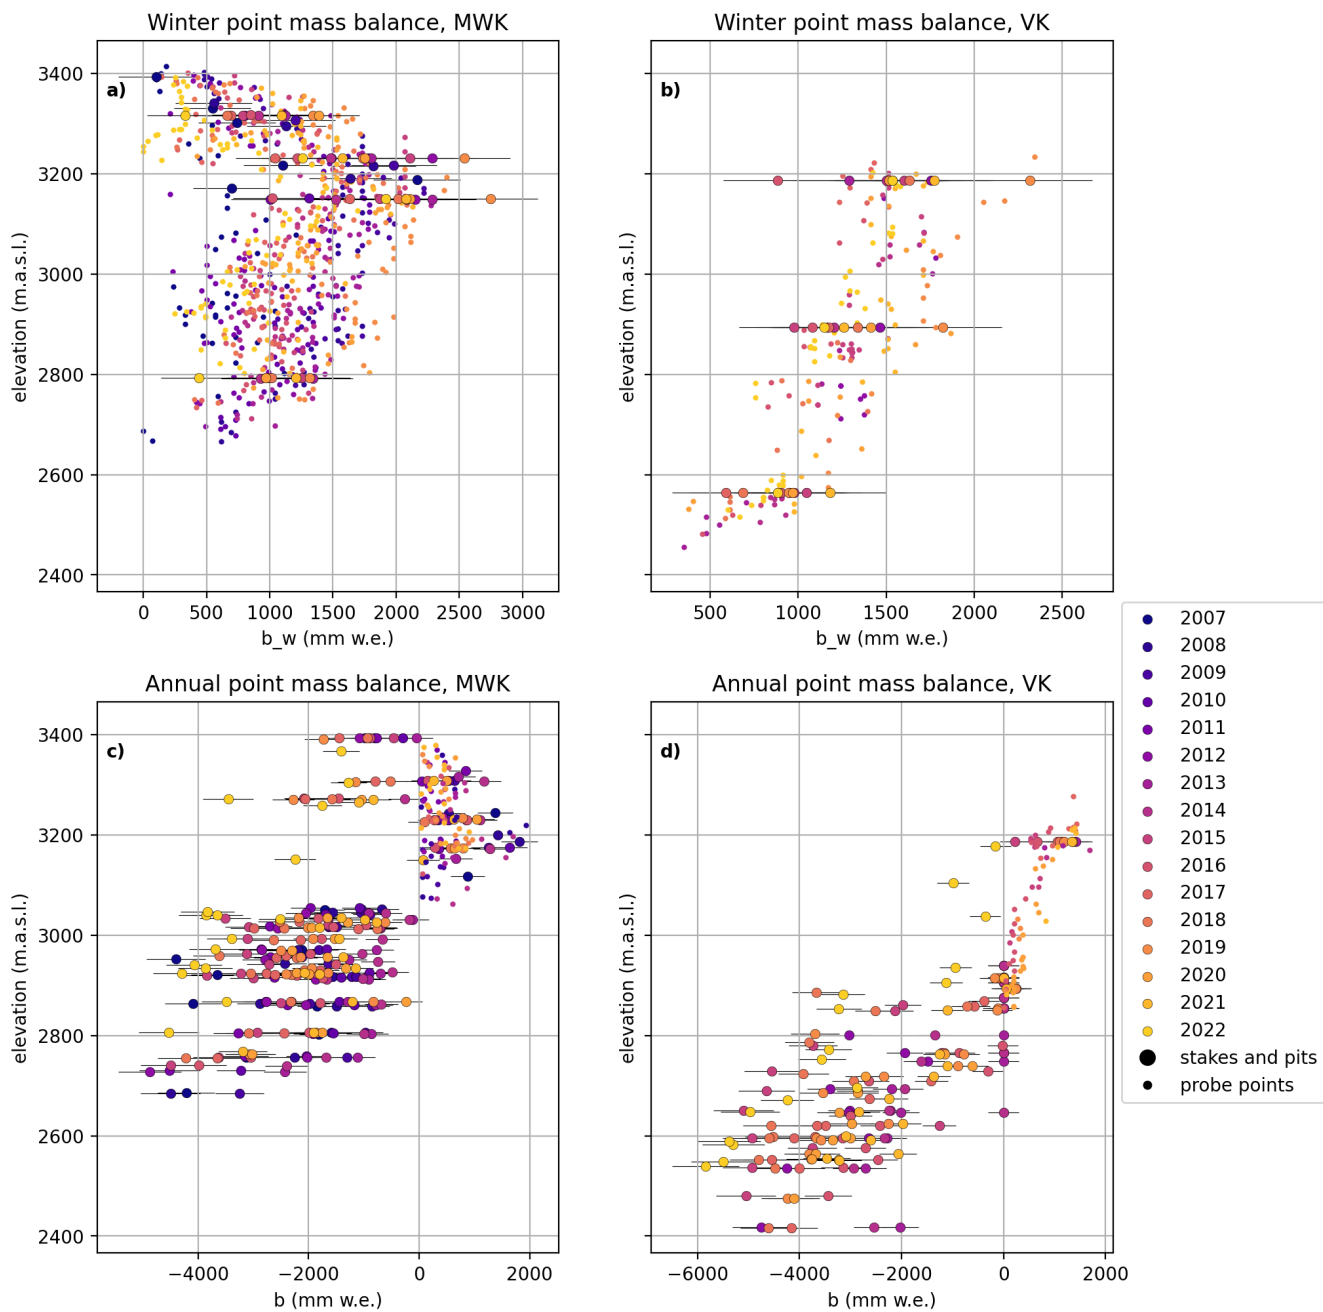 Winter point mass balance, MWK
Winter point mass balance, VK
a)
b)
3400
3200
3000
2800
2600
2400
elevation (m.a.s.l.)
elevation (m.a.s.l.)
0 500 1000 1500 2000 2500 3000
500 1000 1500 2000 2500
b_w (mm w.e.)
b_w (mm w.e.)
Annual point mass balance, MWK
Annual point mass balance, VK
c)
d)
3400
3200
3000
2800
2600
2400
elevation (m.a.s.l.)
elevation (m.a.s.l.)
−4000 −2000 0 2000
−6000 −4000 −2000 0 2000
b (mm w.e.)
b (mm w.e.)
2007
2008
2009
2010
2011
2012
2013
2014
2015
2016
2017
2018
2019
2020
2021
2022
stakes and pits
probe points